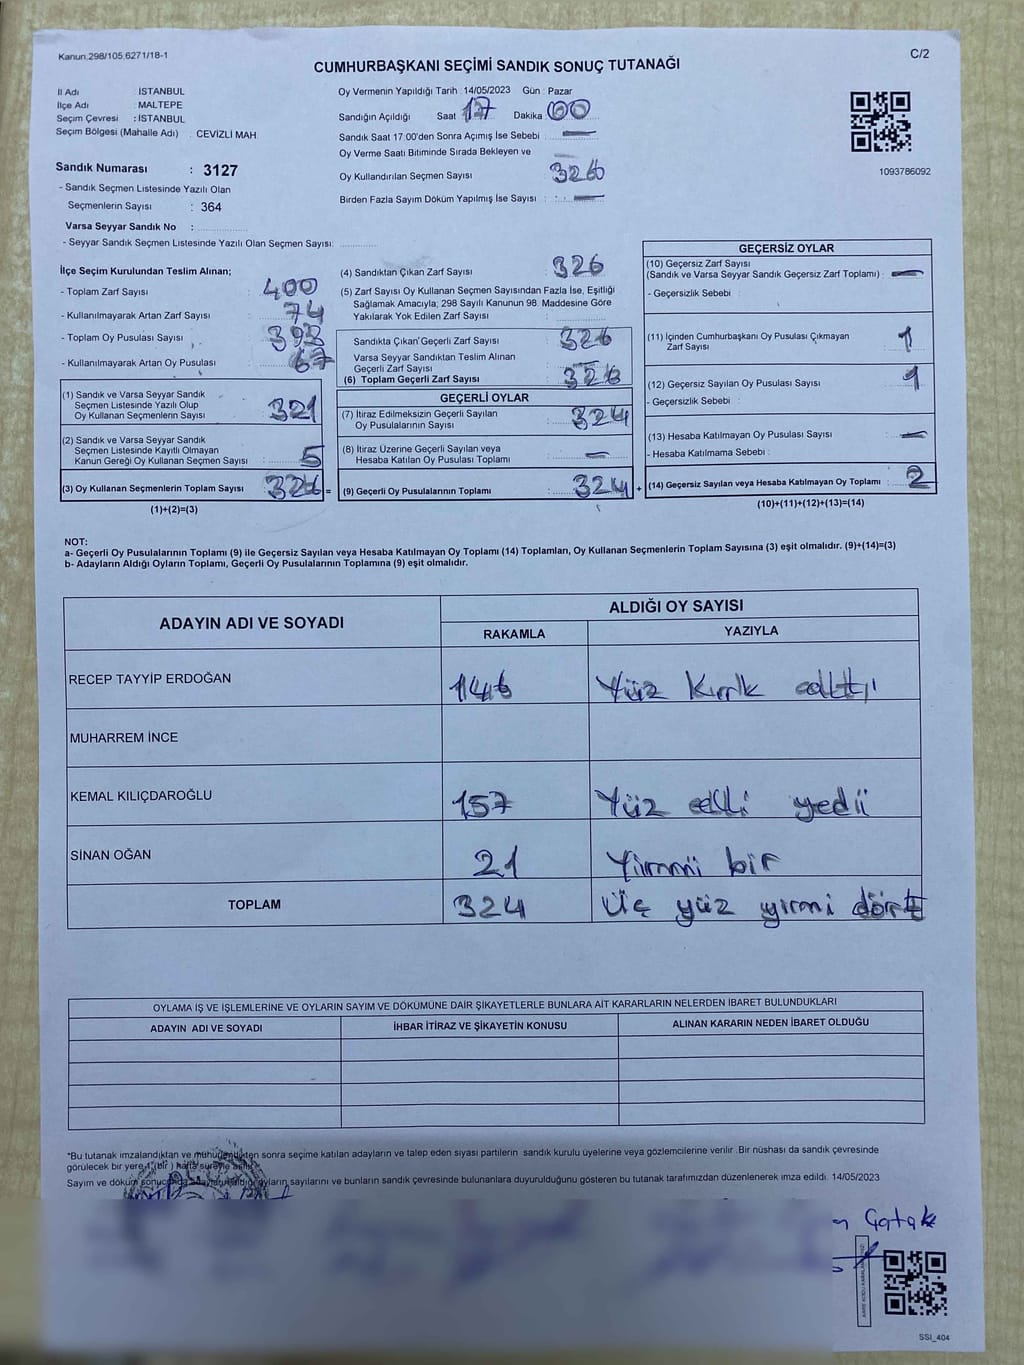 Kanun.298/105.6271/18-1
C/2
CUMHURBAŞKANI SEÇİMİ SANDIK SONUÇ TUTANAĞI
İl Adı : İSTANBUL
İlçe Adı : MALTEPE
Seçim Çevresi : İSTANBUL
Seçim Bölgesi (Mahalle Adı) : CEVİZLİ MAH.
Sandık Numarası : 3127
- Sandık Seçmen Listesinde Yazılı Olan
Seçmenlerin Sayısı : 364
Varsa Seyyar Sandık No :
- Seyyar Sandık Seçmen Listesinde Yazılı Olan Seçmen Sayısı:
Oy Vermenin Yapıldığı Tarih : 14/05/2023 Gün : Pazar
Sandığın Açıldığı Saat 17 Dakika 00
Sandık Saat 17:00'den Sonra Açımış İse Sebebi : —
Oy Verme Saati Bitiminde Sırada Bekleyen ve
Oy Kullandırılan Seçmen Sayısı 326
Birden Fazla Sayım Döküm Yapılmış İse Sayısı : —
1093786092
İlçe Seçim Kurulundan Teslim Alınan;
- Toplam Zarf Sayısı : 400
- Kullanılmayarak Artan Zarf Sayısı : 74
- Toplam Oy Pusulası Sayısı : 393
- Kullanılmayarak Artan Oy Pusulası : 67
(1) Sandık ve Varsa Seyyar Sandık
Seçmen Listesinde Yazılı Olup
Oy Kullanan Seçmenlerin Sayısı : 321
(2) Sandık ve Varsa Seyyar Sandık
Seçmen Listesinde Kayıtlı Olmayan
Kanun Gereği Oy Kullanan Seçmen Sayısı : 5
(3) Oy Kullanan Seçmenlerin Toplam Sayısı : 326 =
(1)+(2)=(3)
(4) Sandıktan Çıkan Zarf Sayısı : 326
(5) Zarf Sayısı Oy Kullanan Seçmen Sayısından Fazla İse, Eşitliği
Sağlamak Amacıyla; 298 Sayılı Kanunun 98. Maddesine Göre
Yakılarak Yok Edilen Zarf Sayısı :
Sandıkta Çıkan Geçerli Zarf Sayısı : 326
Varsa Seyyar Sandıktan Teslim Alınan
Geçerli Zarf Sayısı : —
(6) Toplam Geçerli Zarf Sayısı : 326
GEÇERLİ OYLAR
(7) İtiraz Edilmeksizin Geçerli Sayılan
Oy Pusulalarının Sayısı : 324
(8) İtiraz Üzerine Geçerli Sayılan veya
Hesaba Katılan Oy Pusulası Toplamı : —
(9) Geçerli Oy Pusulalarının Toplamı : 324 +
GEÇERSİZ OYLAR
(10) Geçersiz Zarf Sayısı
(Sandık ve Varsa Seyyar Sandık Geçersiz Zarf Toplamı) : —
- Geçersizlik Sebebi :
(11) İçinden Cumhurbaşkanı Oy Pusulası Çıkmayan
Zarf Sayısı : 1
(12) Geçersiz Sayılan Oy Pusulası Sayısı : 1
- Geçersizlik Sebebi :
(13) Hesaba Katılmayan Oy Pusulası Sayısı : —
- Hesaba Katılmama Sebebi :
(14) Geçersiz Sayılan veya Hesaba Katılmayan Oy Toplamı : 2
(10)+(11)+(12)+(13)=(14)
NOT:
a- Geçerli Oy Pusulalarının Toplamı (9) ile Geçersiz Sayılan veya Hesaba Katılmayan Oy Toplamı (14) Toplamları, Oy Kullanan Seçmenlerin Toplam Sayısına (3) eşit olmalıdır. (9)+(14)=(3)
b- Adayların Aldığı Oyların Toplamı, Geçerli Oy Pusulalarının Toplamına (9) eşit olmalıdır.
ADAYIN ADI VE SOYADI
ALDIĞI OY SAYISI
RAKAMLA YAZIYLA
RECEP TAYYİP ERDOĞAN 146 Yüz Kırk altı
MUHARREM İNCE
KEMAL KILIÇDAROĞLU 157 Yüz elli yedi
SİNAN OĞAN 21 Yirmi bir
TOPLAM 324 Üç yüz yirmi dört
OYLAMA İŞ VE İŞLEMLERİNE VE OYLARIN SAYIM VE DÖKÜMÜNE DAİR ŞİKAYETLERLE BUNLARA AİT KARARLARIN NELERDEN İBARET BULUNDUKLARI
ADAYIN ADI VE SOYADI İHBAR İTİRAZ VE ŞİKAYETİN KONUSU ALINAN KARARIN NEDEN İBARET OLDUĞU
*Bu tutanak imzalandıktan ve mühürlendikten sonra seçime katılan adayların ve talep eden siyasi partilerin sandık kurulu üyelerine veya gözlemcilerine verilir. Bir nüshası da sandık çevresinde
görülecek bir yere 1 (bir) hafta süreyle asılır.
Sayım ve döküm sonucunda adayların aldığı oyların sayılarını ve bunların sandık çevresinde bulunanlara duyurulduğunu gösteren bu tutanak tarafımızdan düzenlenerek imza edildi. 14/05/2023
SSI_404